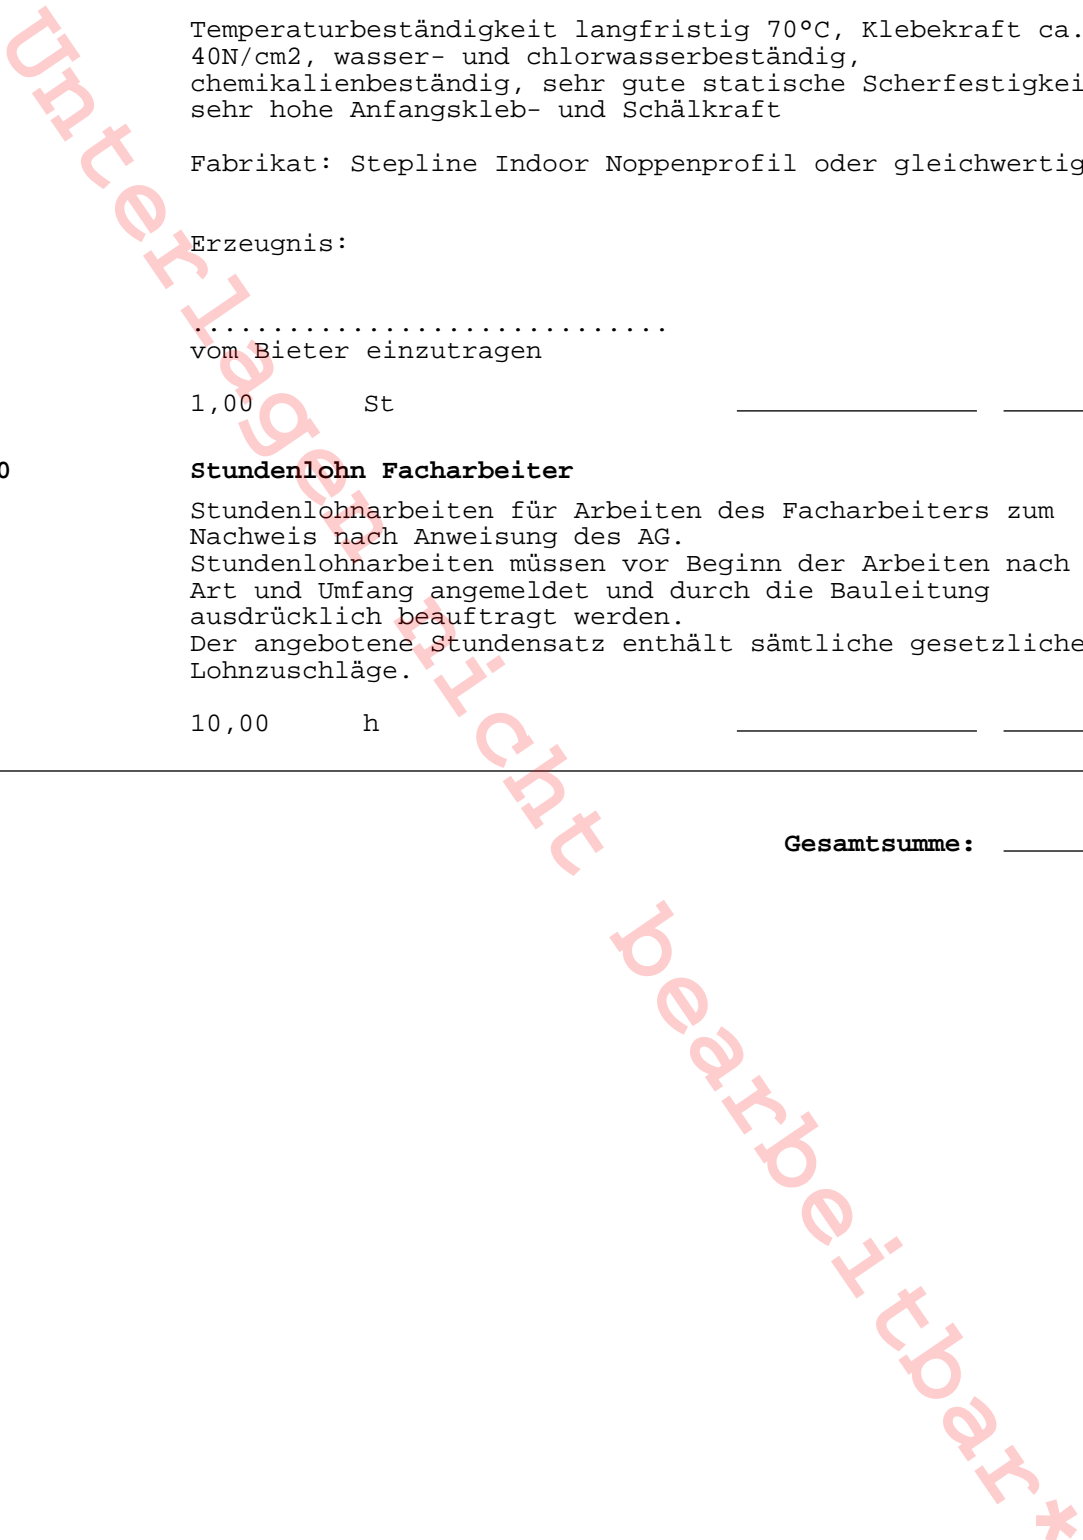 Temperaturbeständigkeit langfristig 70°C, Klebekraft ca.
40N/cm2, wasser- und chlorwasserbeständig,
chemikalienbeständig, sehr gute statische Scherfestigkei
sehr hohe Anfangskleb- und Schälkraft
Fabrikat: Stepline Indoor Noppenprofil oder gleichwertig
Erzeugnis:
..............................
vom Bieter einzutragen
1,00 St
0 Stundenlohn Facharbeiter
Stundenlohnarbeiten für Arbeiten des Facharbeiters zum
Nachweis nach Anweisung des AG.
Stundenlohnarbeiten müssen vor Beginn der Arbeiten nach
Art und Umfang angemeldet und durch die Bauleitung
ausdrücklich beauftragt werden.
Der angebotene Stundensatz enthält sämtliche gesetzliche
Lohnzuschläge.
10,00 h
Gesamtsumme:
Unterlagen nicht bearbeitbar*